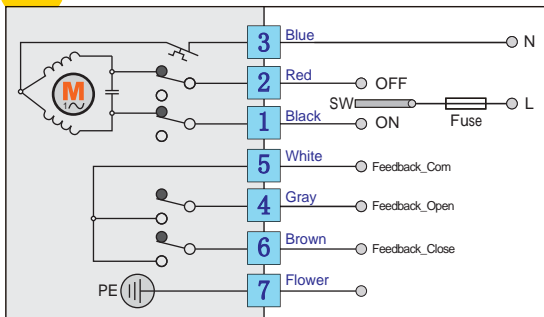 3 Blue N
2 Red OFF
SW L
Fuse
M
1
1 Black ON
5 White Feedback_Com
4 Gray Feedback_Open
6 Brown Feedback_Close
PE 7 Flower